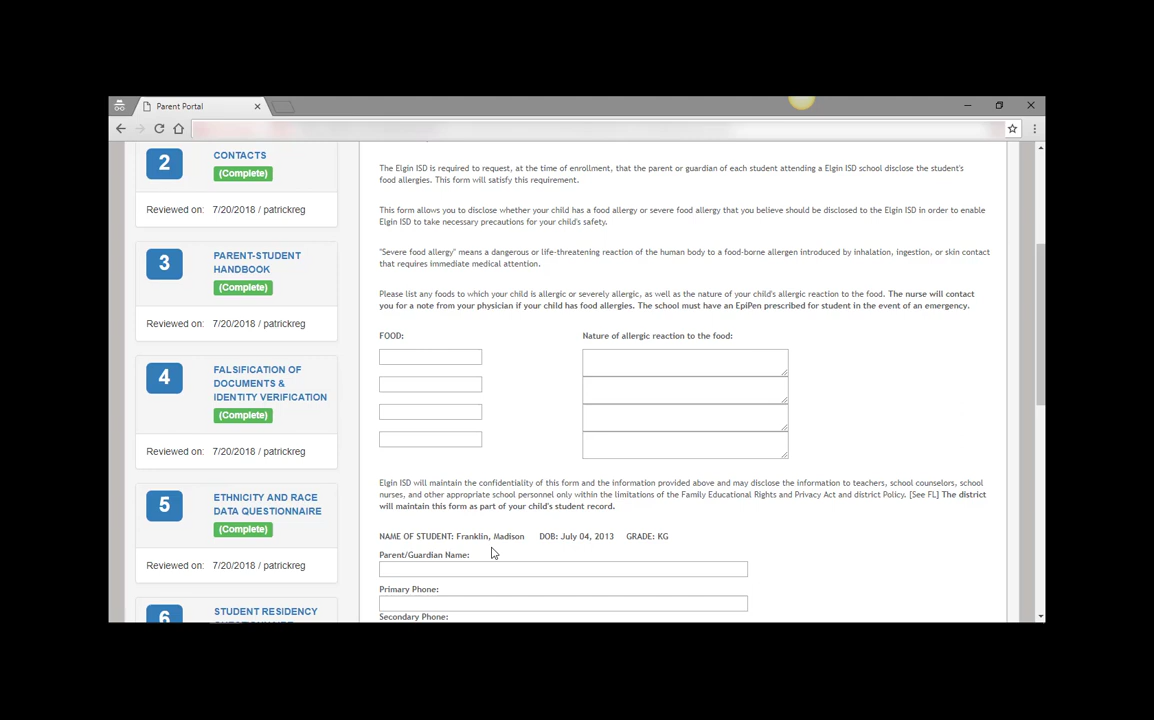 Parent Portal
2
CONTACTS
(Complete)
Reviewed on: 7/20/2018 / patrickreg
3
PARENT-STUDENT
HANDBOOK
(Complete)
Reviewed on: 7/20/2018 / patrickreg
4
FALSIFICATION OF
DOCUMENTS &
IDENTITY VERIFICATION
(Complete)
Reviewed on: 7/20/2018 / patrickreg
5
ETHNICITY AND RACE
DATA QUESTIONNAIRE
(Complete)
Reviewed on: 7/20/2018 / patrickreg
6
STUDENT RESIDENCY
The Elgin ISD is required to request, at the time of enrollment, that the parent or guardian of each student attending a Elgin ISD school disclose the student's
food allergies. This form will satisfy this requirement.
This form allows you to disclose whether your child has a food allergy or severe food allergy that you believe should be disclosed to the Elgin ISD in order to enable
Elgin ISD to take necessary precautions for your child's safety.
"Severe food allergy" means a dangerous or life-threatening reaction of the human body to a food-borne allergen introduced by inhalation, ingestion, or skin contact
that requires immediate medical attention.
Please list any foods to which your child is allergic or severely allergic, as well as the nature of your child's allergic reaction to the food. The nurse will contact
you for a note from your physician if your child has food allergies. The school must have an EpiPen prescribed for student in the event of an emergency.
FOOD: Nature of allergic reaction to the food:
Elgin ISD will maintain the confidentiality of this form and the information provided above and may disclose the information to teachers, school counselors, school
nurses, and other appropriate school personnel only within the limitations of the Family Educational Rights and Privacy Act and district Policy. [See FL] The district
will maintain this form as part of your child's student record.
NAME OF STUDENT: Franklin, Madison DOB: July 04, 2013 GRADE: KG
Parent/Guardian Name:
Primary Phone:
Secondary Phone: